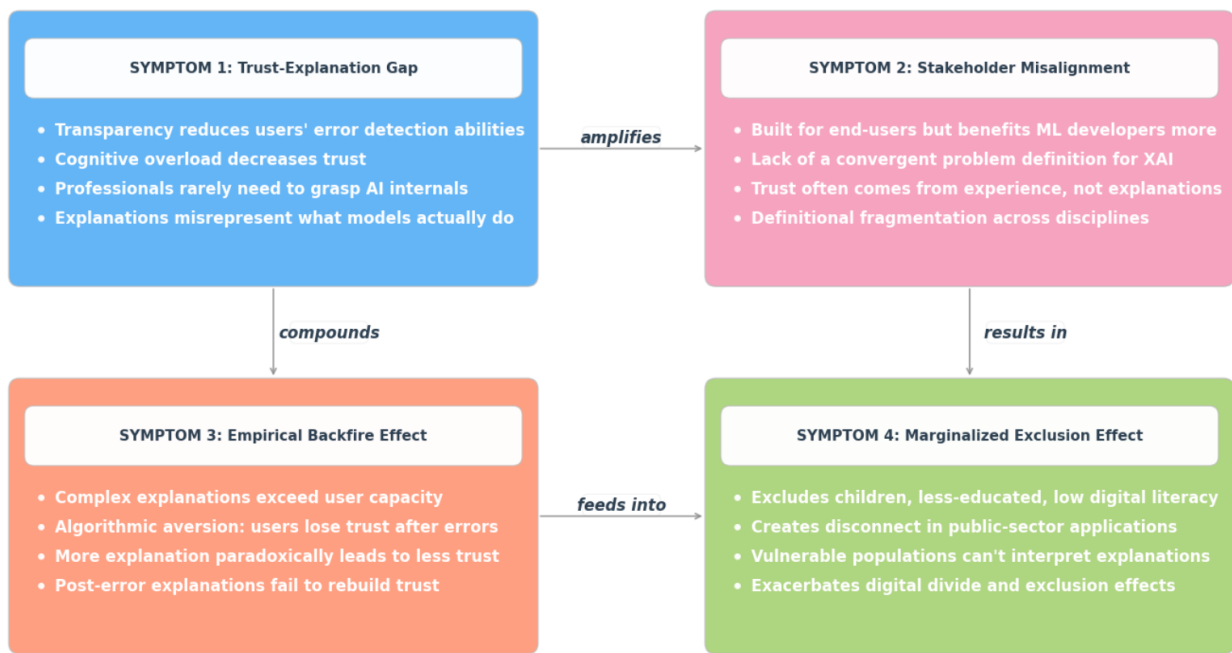 SYMPTOM 1: Trust-Explanation Gap
• Transparency reduces users' error detection abilities
• Cognitive overload decreases trust
• Professionals rarely need to grasp AI internals
• Explanations misrepresent what models actually do
amplifies
SYMPTOM 2: Stakeholder Misalignment
• Built for end-users but benefits ML developers more
• Lack of a convergent problem definition for XAI
• Trust often comes from experience, not explanations
• Definitional fragmentation across disciplines
compounds
results in
SYMPTOM 3: Empirical Backfire Effect
• Complex explanations exceed user capacity
• Algorithmic aversion: users lose trust after errors
• More explanation paradoxically leads to less trust
• Post-error explanations fail to rebuild trust
feeds into
SYMPTOM 4: Marginalized Exclusion Effect
• Excludes children, less-educated, low digital literacy
• Creates disconnect in public-sector applications
• Vulnerable populations can't interpret explanations
• Exacerbates digital divide and exclusion effects